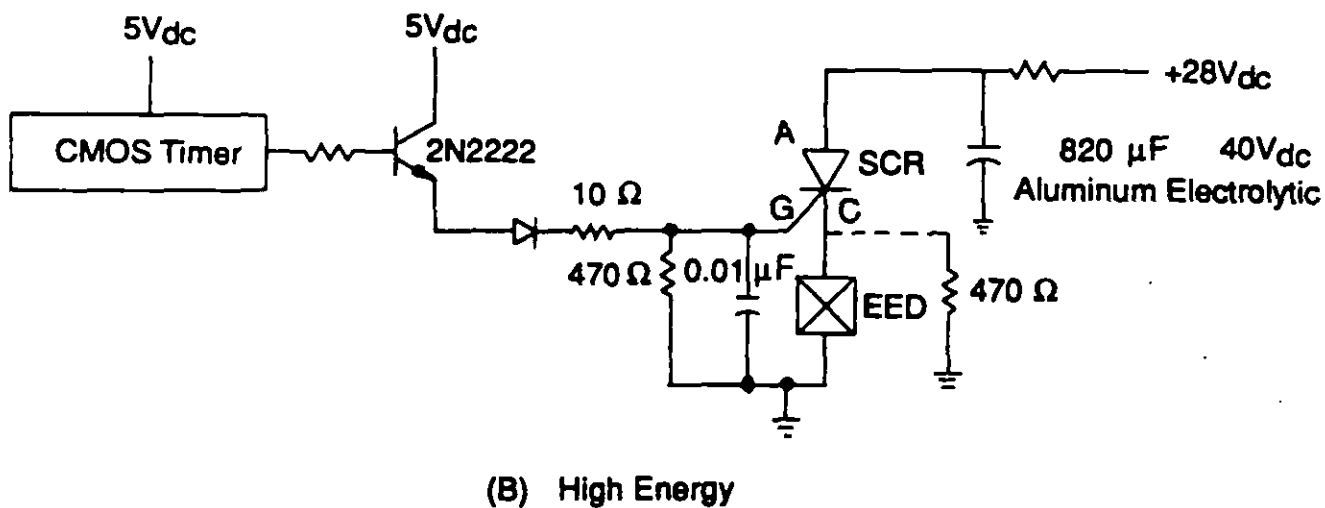 5Vdc
5Vdc
+28Vdc
CMOS Timer
2N2222
A
SCR
820 µF 40Vdc
Aluminum Electrolytic
10 Ω
G
C
470 Ω
0.01 µF
EED
470 Ω
(B) High Energy